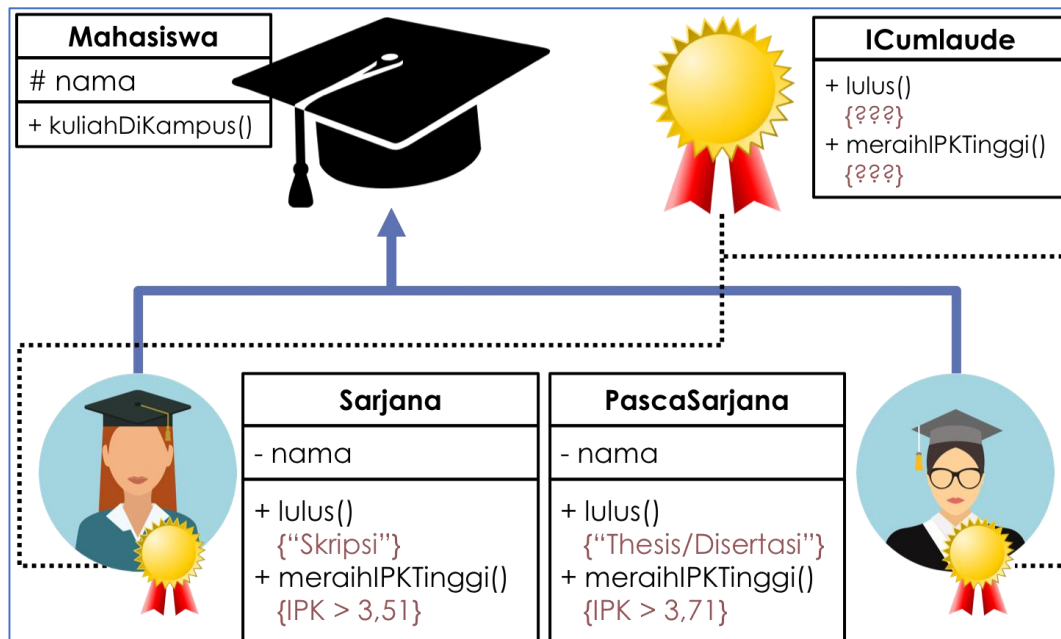 Mahasiswa
# nama
+ kuliahDiKampus()
ICumlaude
+ lulus()
{???}
+ meraihIPKTinggi()
{???}
Sarjana
- nama
+ lulus()
{“Skripsi”}
+ meraihIPKTinggi()
{IPK > 3,51}
PascaSarjana
- nama
+ lulus()
{“Thesis/Disertasi”}
+ meraihIPKTinggi()
{IPK > 3,71}